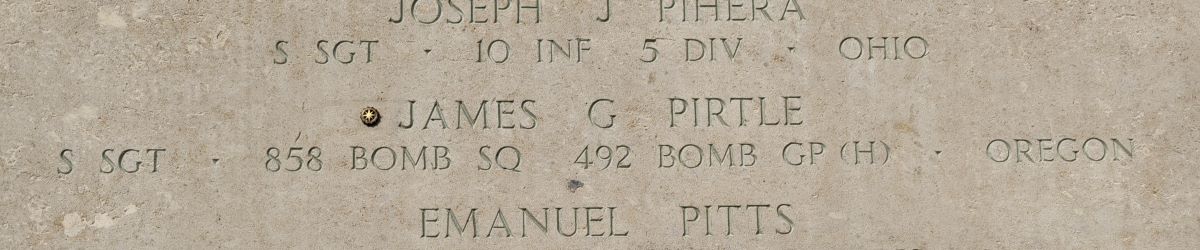 JOSEPH J PIHERA
S SGT · 10 INF 5 DIV · OHIO
JAMES G PIRTLE
S SGT · 858 BOMB SQ 492 BOMB GP (H) · OREGON
EMANUEL PITTS